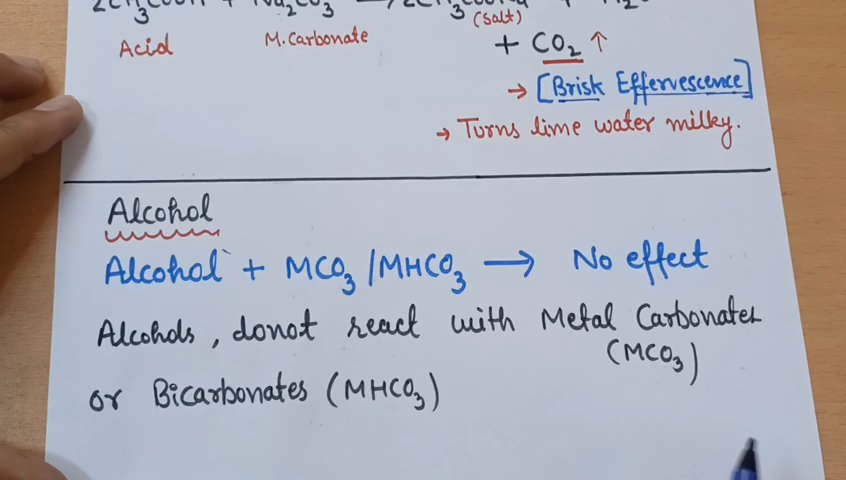 Acid M. Carbonate (Salt)
+ CO₂ ↑
→ [Brisk Effervescence]
→ Turns lime water milky.
Alcohol
Alcohol + MCO₃/MHCO₃ → No effect
Alcohols, donot react with Metal Carbonates
(MCO₃)
or Bicarbonates (MHCO₃)